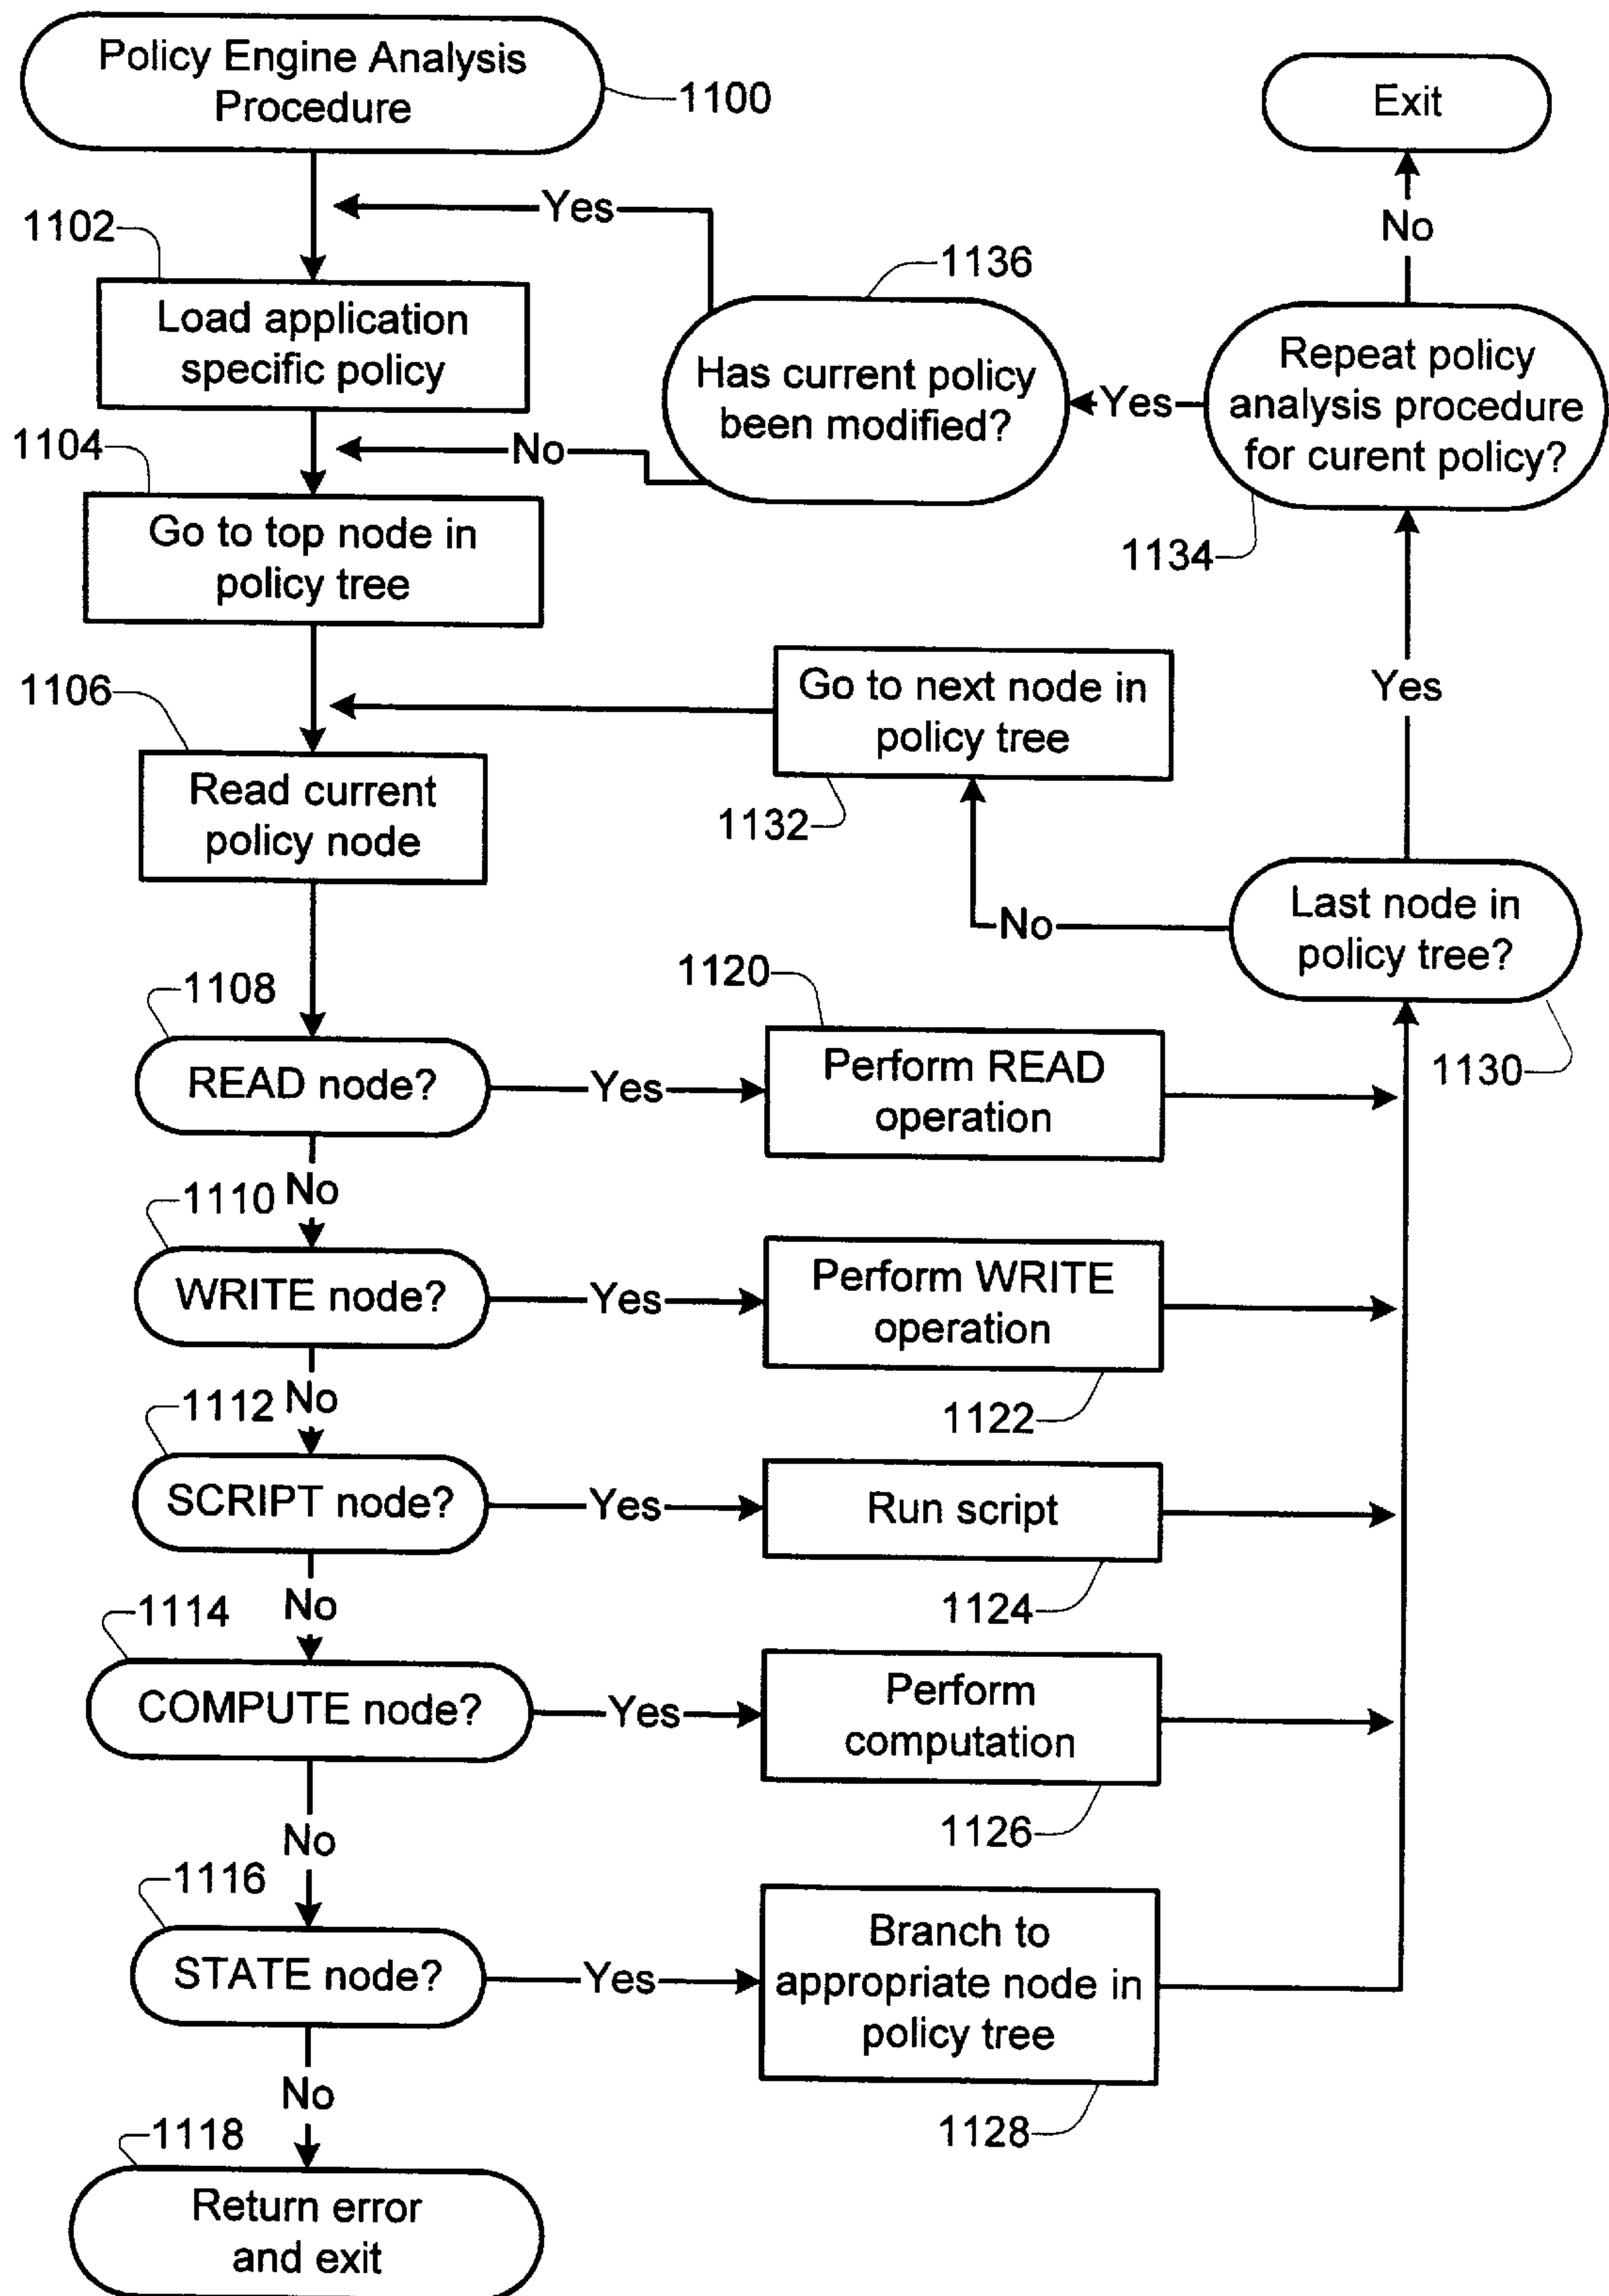 Policy Engine Analysis
Procedure
1100
Exit
Yes
No
1102
1136
Load application
specific policy
Has current policy
been modified?
Yes
Repeat policy
analysis procedure
for curent policy?
1104
No
1134
Go to top node in
policy tree
1106
Go to next node in
policy tree
Yes
Read current
policy node
1132
No
Last node in
policy tree?
1120
1108
1130
READ node?
Yes
Perform READ
operation
No
1110
WRITE node?
Yes
Perform WRITE
operation
No
1112
1122
SCRIPT node?
Yes
Run script
No
1114
1124
COMPUTE node?
Yes
Perform
computation
No
1126
1116
STATE node?
Yes
Branch to
appropriate node in
policy tree
No
1128
1118
Return error
and exit